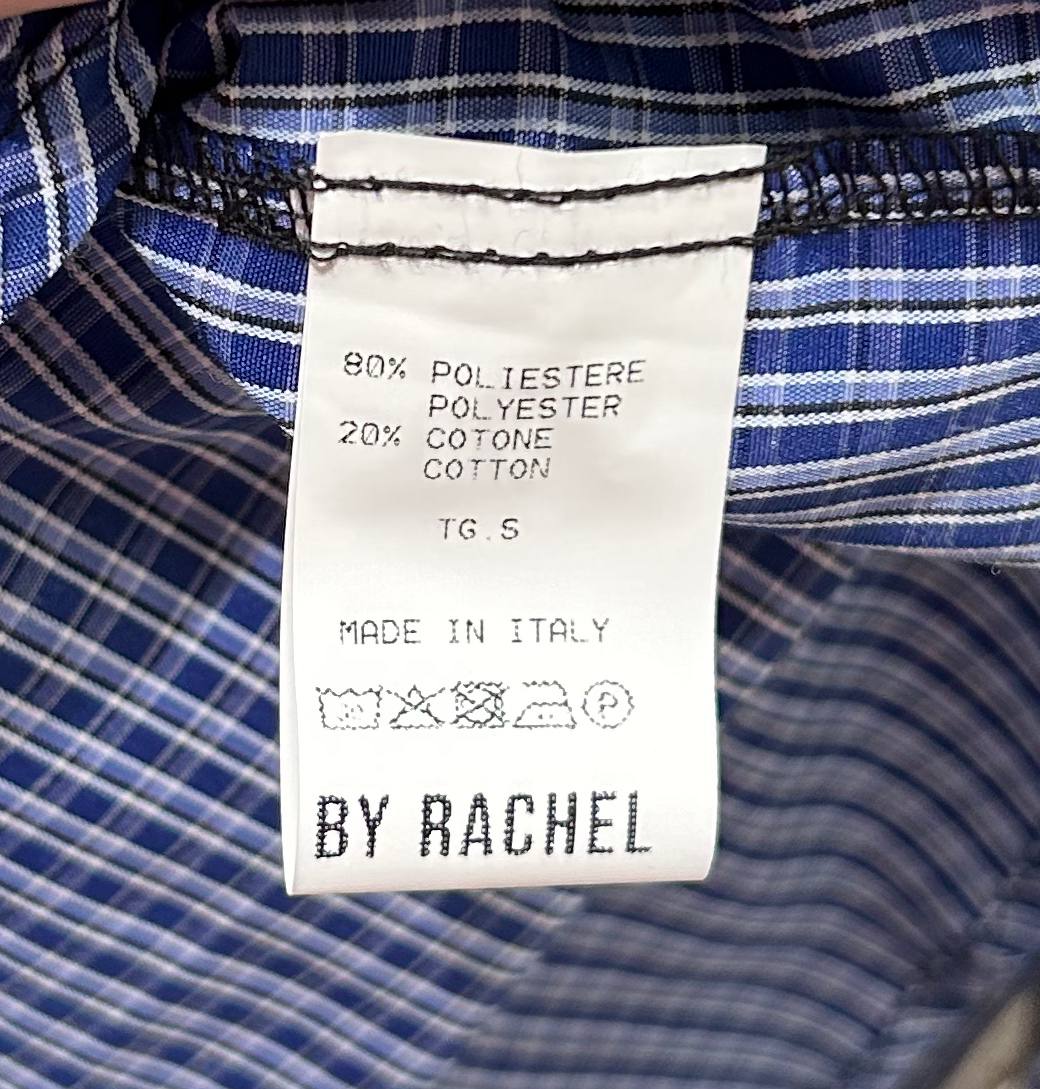 80% POLIESTERE
POLYESTER
20% COTONE
COTTON
TG.S
MADE IN ITALY
P
BY RACHEL